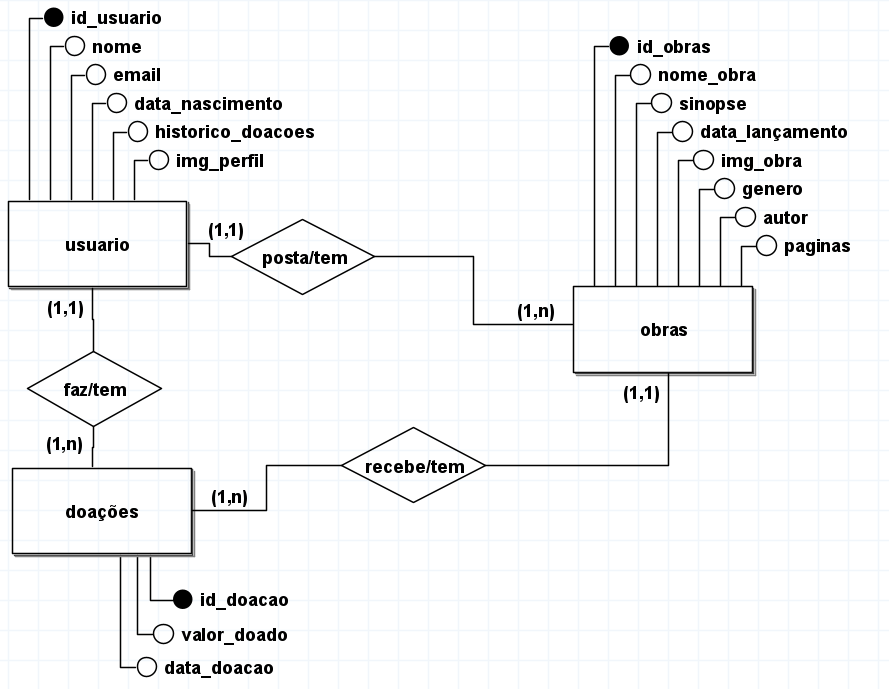 id_usuario
nome
email
data_nascimento
historico_doacoes
img_perfil
usuario
id_obras
nome_obra
sinopse
data_lançamento
img_obra
genero
autor
paginas
obras
(1,1)
posta/tem
(1,n)
(1,1)
faz/tem
(1,n)
(1,1)
recebe/tem
(1,n)
doações
id_doacao
valor_doado
data_doacao